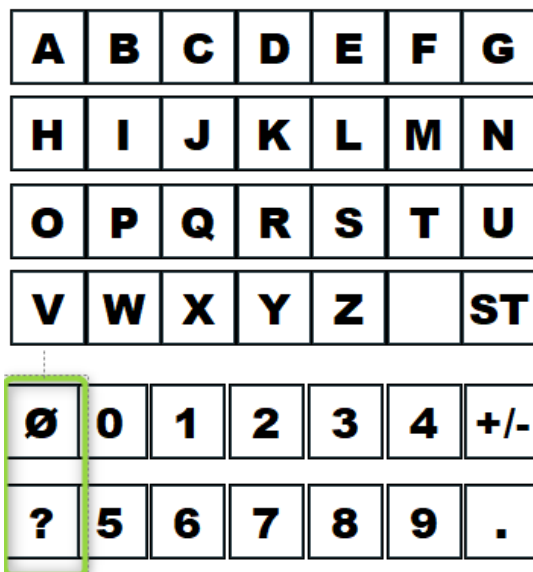 A B C D E F G
H I J K L M N
O P Q R S T U
V W X Y Z ST
Ø 0 1 2 3 4 +/-
? 5 6 7 8 9 .